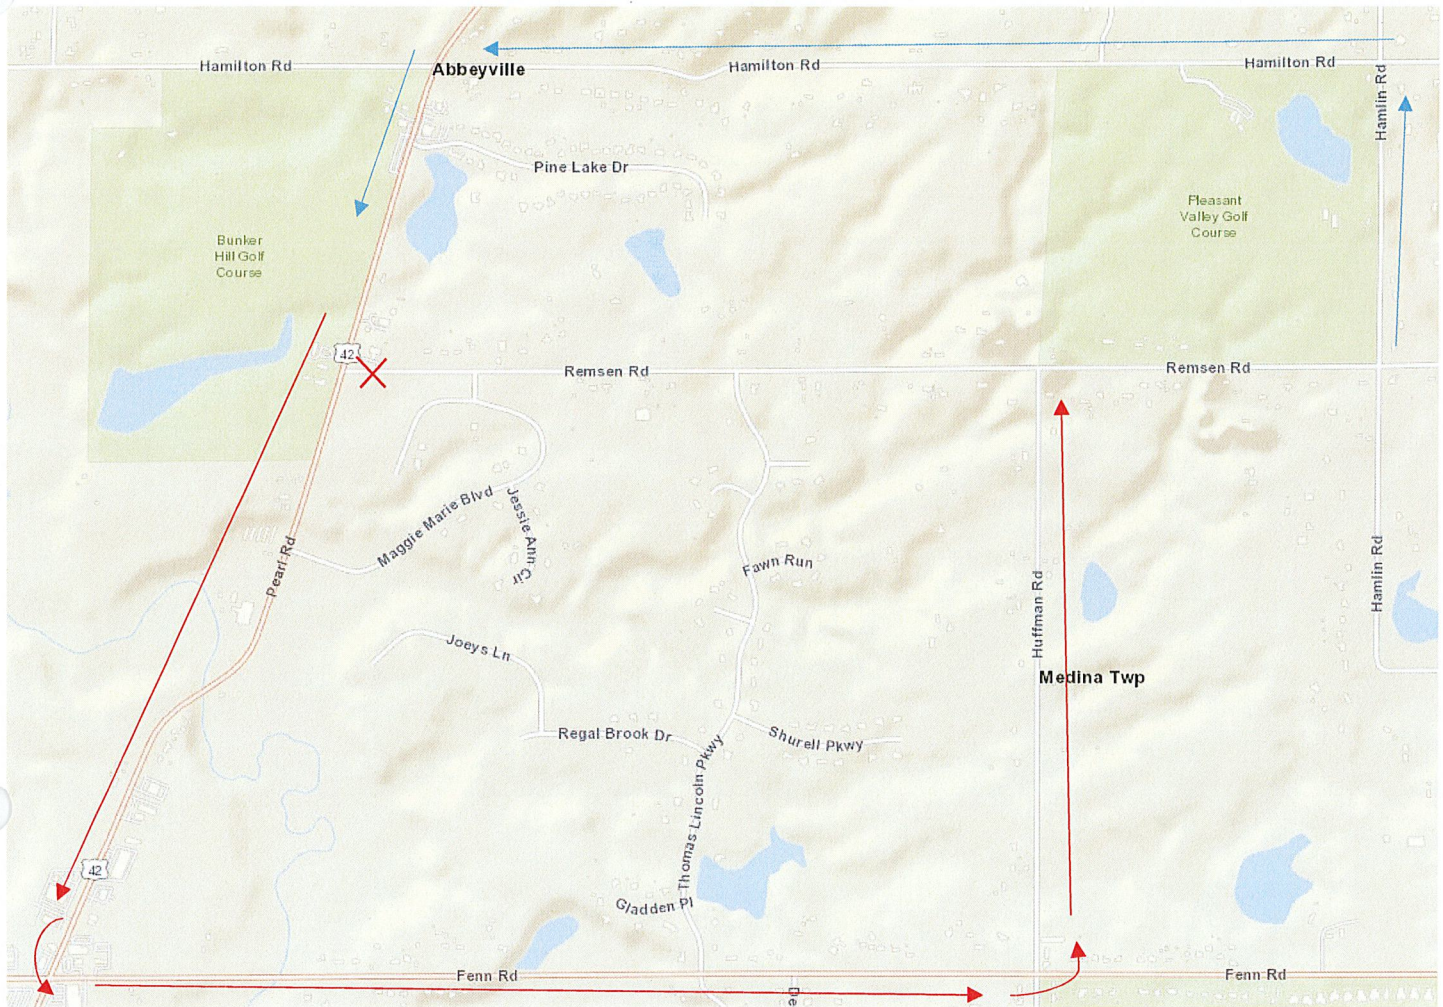 Hamilton Rd
Abbeyville
Hamilton Rd
Hamilton Rd
Hamlin Rd
Pine Lake Dr
Pleasant
Valley Golf
Course
Bunker
Hill Golf
Course
42
Remsen Rd
Remsen Rd
Maggie Marie Blvd
Jessie Ann Cir
Pearl Rd
Fawn Run
Huffman Rd
Hamlin Rd
Joeys Ln
Medina Twp
Regal Brook Dr
Shurell Pkwy
Thomas Lincoln Pkwy
42
Gladden Pl
Fenn Rd
Fenn Rd
De